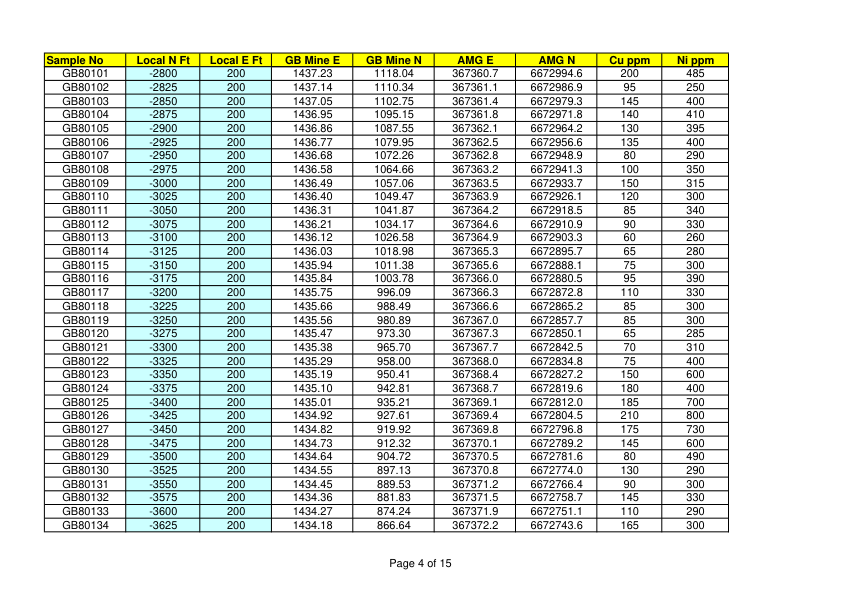 Sample No Local N Ft Local E Ft GB Mine E GB Mine N AMG E AMG N Cu ppm Ni ppm
GB80101 -2800 200 1437.23 1118.04 367360.7 6672994.6 200 485
GB80102 -2825 200 1437.14 1110.34 367361.1 6672986.9 95 250
GB80103 -2850 200 1437.05 1102.75 367361.4 6672979.3 145 400
GB80104 -2875 200 1436.95 1095.15 367361.8 6672971.8 140 410
GB80105 -2900 200 1436.86 1087.55 367362.1 6672964.2 130 395
GB80106 -2925 200 1436.77 1079.95 367362.5 6672956.6 135 400
GB80107 -2950 200 1436.68 1072.26 367362.8 6672948.9 80 290
GB80108 -2975 200 1436.58 1064.66 367363.2 6672941.3 100 350
GB80109 -3000 200 1436.49 1057.06 367363.5 6672933.7 150 315
GB80110 -3025 200 1436.40 1049.47 367363.9 6672926.1 120 300
GB80111 -3050 200 1436.31 1041.87 367364.2 6672918.5 85 340
GB80112 -3075 200 1436.21 1034.17 367364.6 6672910.9 90 330
GB80113 -3100 200 1436.12 1026.58 367364.9 6672903.3 60 260
GB80114 -3125 200 1436.03 1018.98 367365.3 6672895.7 65 280
GB80115 -3150 200 1435.94 1011.38 367365.6 6672888.1 75 300
GB80116 -3175 200 1435.84 1003.78 367366.0 6672880.5 95 390
GB80117 -3200 200 1435.75 996.09 367366.3 6672872.8 110 330
GB80118 -3225 200 1435.66 988.49 367366.6 6672865.2 85 300
GB80119 -3250 200 1435.56 980.89 367367.0 6672857.7 85 300
GB80120 -3275 200 1435.47 973.30 367367.3 6672850.1 65 285
GB80121 -3300 200 1435.38 965.70 367367.7 6672842.5 70 310
GB80122 -3325 200 1435.29 958.00 367368.0 6672834.8 75 400
GB80123 -3350 200 1435.19 950.41 367368.4 6672827.2 150 600
GB80124 -3375 200 1435.10 942.81 367368.7 6672819.6 180 400
GB80125 -3400 200 1435.01 935.21 367369.1 6672812.0 185 700
GB80126 -3425 200 1434.92 927.61 367369.4 6672804.5 210 800
GB80127 -3450 200 1434.82 919.92 367369.8 6672796.8 175 730
GB80128 -3475 200 1434.73 912.32 367370.1 6672789.2 145 600
GB80129 -3500 200 1434.64 904.72 367370.5 6672781.6 80 490
GB80130 -3525 200 1434.55 897.13 367370.8 6672774.0 130 290
GB80131 -3550 200 1434.45 889.53 367371.2 6672766.4 90 300
GB80132 -3575 200 1434.36 881.83 367371.5 6672758.7 145 330
GB80133 -3600 200 1434.27 874.24 367371.9 6672751.1 110 290
GB80134 -3625 200 1434.18 866.64 367372.2 6672743.6 165 300
Page 4 of 15